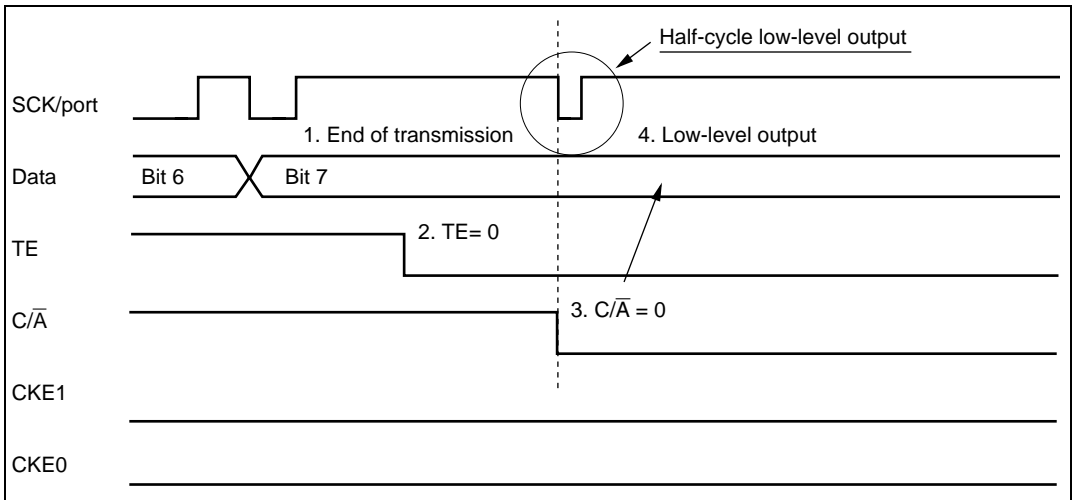 Half-cycle low-level output
SCK/port
1. End of transmission
4. Low-level output
Data
Bit 6
Bit 7
2. TE= 0
TE
3. C/A̅ = 0
C/A̅
CKE1
CKE0